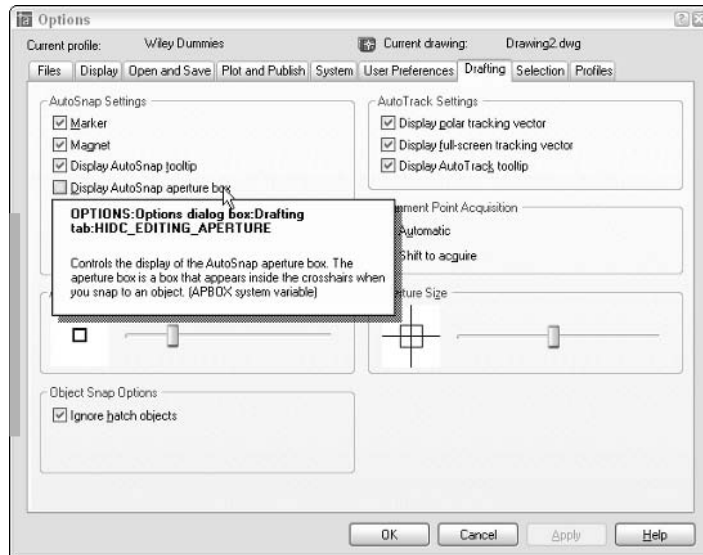 Options
Current profile: Wiley Dummies Current drawing: Drawing2.dwg
Files Display Open and Save Plot and Publish System User Preferences Drafting Selection Profiles
AutoSnap Settings
Marker
Magnet
Display AutoSnap tooltip
Display AutoSnap aperture box
OPTIONS:Options dialog box:Drafting
tab:HIDC_EDITING_APERTURE
Controls the display of the AutoSnap aperture box. The
aperture box is a box that appears inside the crosshairs when
you snap to an object. (APBOX system variable)
AutoTrack Settings
Display polar tracking vector
Display full-screen tracking vector
Display AutoTrack tooltip
Point Acquisition
Automatic
Shift to acquire
Size
Object Snap Options
Ignore hatch objects
OK Cancel Apply Help